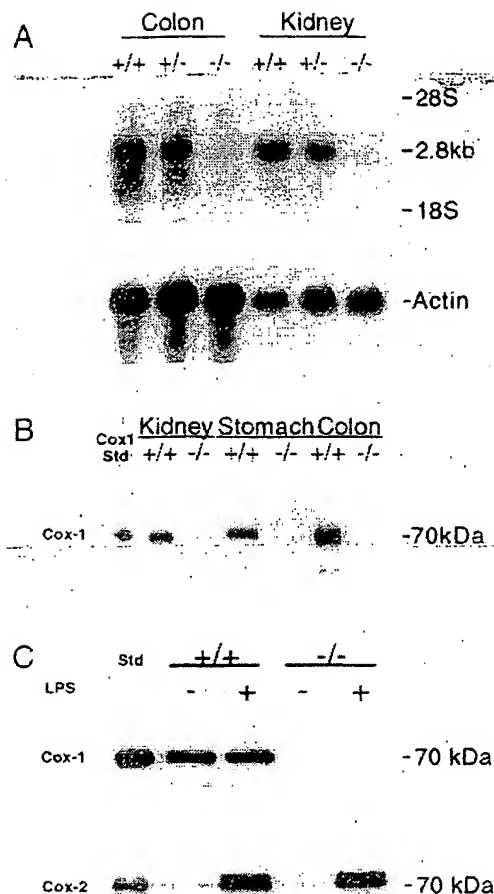 A
Colon Kidney
+/+ +/- -/- +/+ +/- -/-
-28S
-2.8kb
-18S
-Actin
B
Kidney Stomach Colon
Cox1
Std +/+ -/- +/+ -/- +/+ -/-
Cox-1 -70kDa
C
Std +/+ -/-
LPS - + - +
Cox-1 -70 kDa
Cox-2 -70 kDa